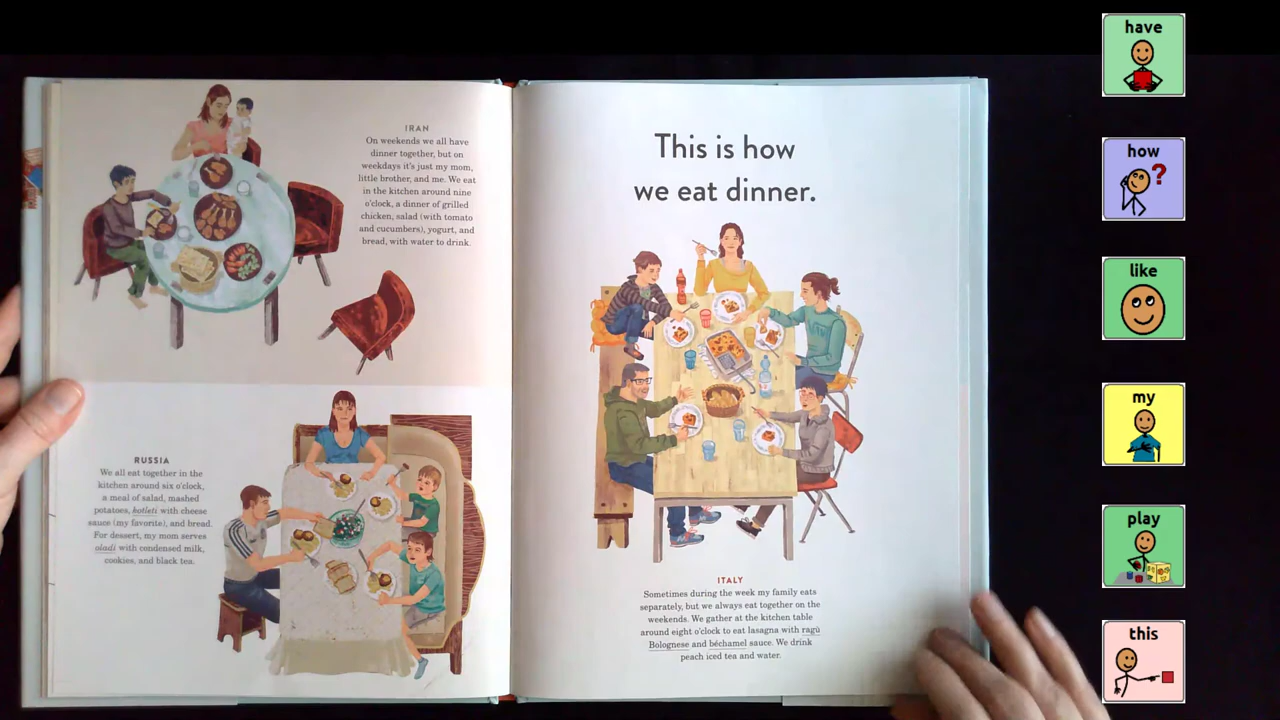 IRAN
On weekends we all have
dinner together, but on
weekdays it's just my mom,
little brother, and me. We eat
in the kitchen around nine
o'clock, a dinner of grilled
chicken, salad (with tomato
and cucumbers), yogurt, and
bread, with water to drink.
RUSSIA
We all eat together in the
kitchen around six o'clock,
a meal of salad, mashed
potatoes, kotleti with cheese
sauce (my favorite), and bread.
For dessert, my mom serves
oladi with condensed milk,
cookies, and black tea.
This is how
we eat dinner.
ITALY
Sometimes during the week my family eats
separately, but we always eat together on the
weekends. We gather at the kitchen table
around eight o'clock to eat lasagna with ragù
Bolognese and béchamel sauce. We drink
peach iced tea and water.
have
how
?
like
my
play
this